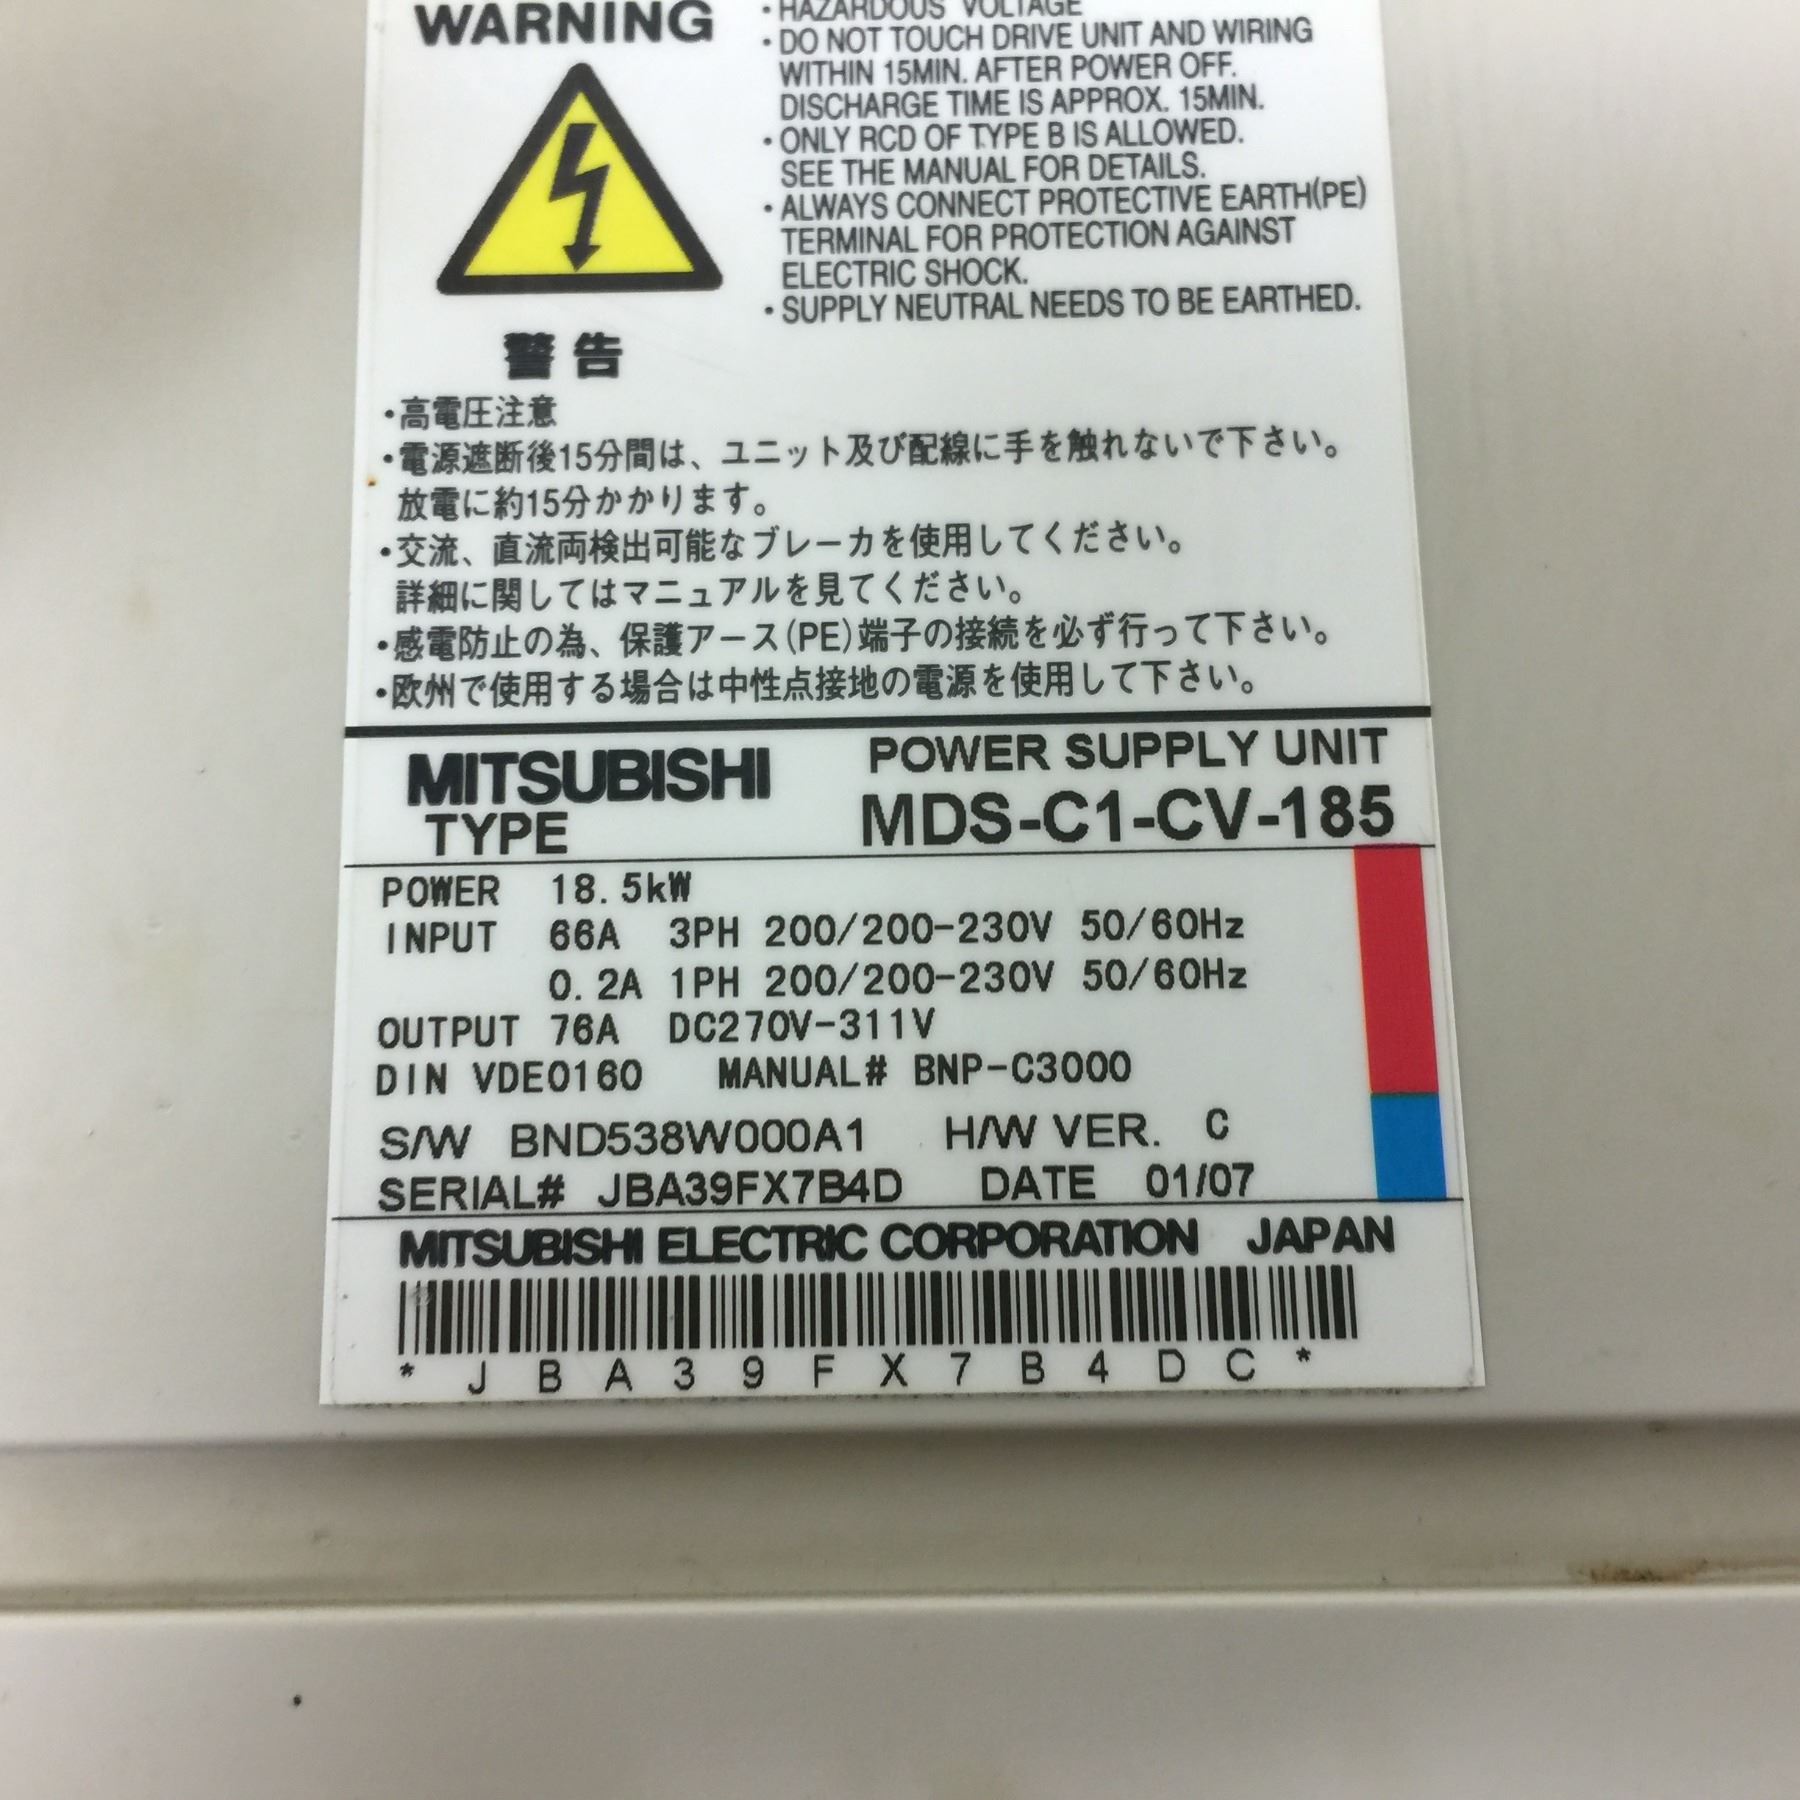 WARNING
・HAZARDOUS VOLTAGE
・DO NOT TOUCH DRIVE UNIT AND WIRING
WITHIN 15MIN. AFTER POWER OFF.
DISCHARGE TIME IS APPROX. 15MIN.
・ONLY RCD OF TYPE B IS ALLOWED.
SEE THE MANUAL FOR DETAILS.
・ALWAYS CONNECT PROTECTIVE EARTH(PE)
TERMINAL FOR PROTECTION AGAINST
ELECTRIC SHOCK.
・SUPPLY NEUTRAL NEEDS TO BE EARTHED.
警告
・高電圧注意
・電源遮断後15分間は、ユニット及び配線に手を触れないで下さい。
放電に約15分かかります。
・交流、直流両検出可能なブレーカを使用してください。
詳細に関してはマニュアルを見てください。
・感電防止の為、保護アース(PE)端子の接続を必ず行って下さい。
・欧州で使用する場合は中性点接地の電源を使用して下さい。
MITSUBISHI POWER SUPPLY UNIT
TYPE MDS-C1-CV-185
POWER 18.5kW
INPUT 66A 3PH 200/200-230V 50/60Hz
0.2A 1PH 200/200-230V 50/60Hz
OUTPUT 76A DC270V-311V
DIN VDE0160 MANUAL# BNP-C3000
S/W BND538W000A1 H/W VER. C
SERIAL# JBA39FX7B4D DATE 01/07
MITSUBISHI ELECTRIC CORPORATION JAPAN
* J B A 3 9 F X 7 B 4 D C *